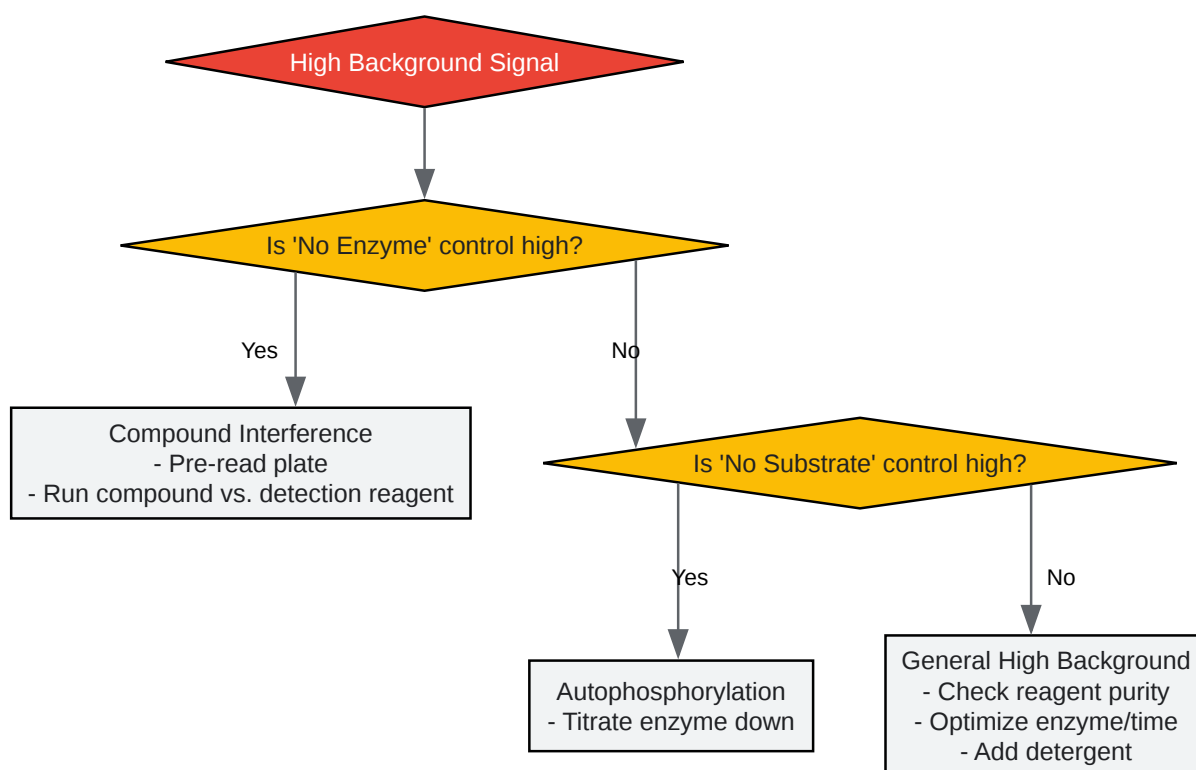 High Background Signal
Is 'No Enzyme' control high?
Yes
No
Compound Interference
- Pre-read plate
- Run compound vs. detection reagent
Is 'No Substrate' control high?
Yes
No
Autophosphorylation
- Titrate enzyme down
General High Background
- Check reagent purity
- Optimize enzyme/time
- Add detergent